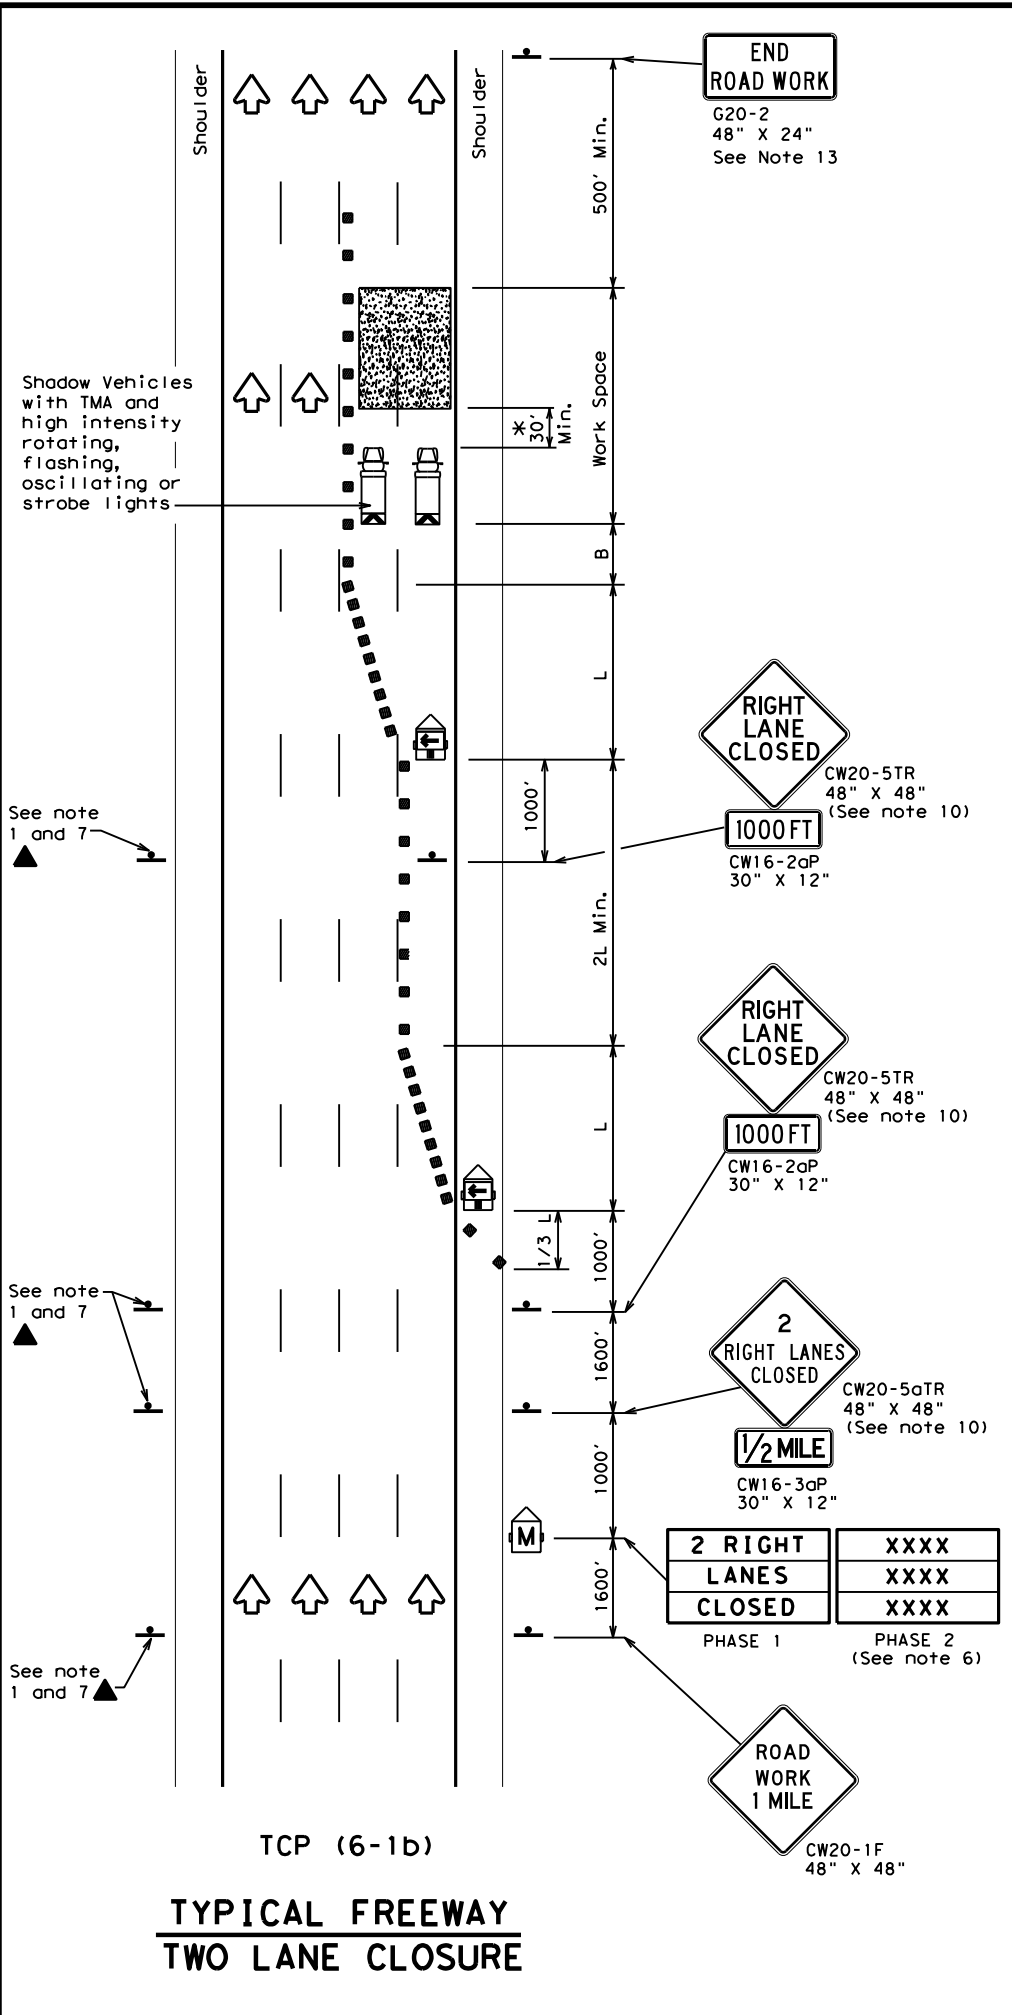 END
ROAD WORK
G20-2
48" X 24"
See Note 13
Shoulder
Shoulder
500' Min.
Work Space
*
30'
Min.
Shadow Vehicles
with TMA and
high intensity
rotating,
flashing,
oscillating or
strobe lights
B
L
RIGHT
LANE
CLOSED
CW20-5TR
48" X 48"
(See note 10)
1000 FT
CW16-2aP
30" X 12"
1000'
See note
1 and 7
2L Min.
RIGHT
LANE
CLOSED
CW20-5TR
48" X 48"
(See note 10)
1000 FT
CW16-2aP
30" X 12"
L
1/3 L
1000'
See note
1 and 7
1600'
2
RIGHT LANES
CLOSED
CW20-5aTR
48" X 48"
(See note 10)
1/2 MILE
CW16-3aP
30" X 12"
1000'
M
2 RIGHT
LANES
CLOSED
PHASE 1
XXXX
XXXX
XXXX
PHASE 2
(See note 6)
1600'
See note
1 and 7
ROAD
WORK
1 MILE
CW20-1F
48" X 48"
TCP (6-1b)
TYPICAL FREEWAY
TWO LANE CLOSURE